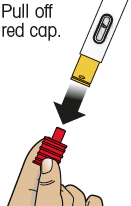 Pull off
red cap.